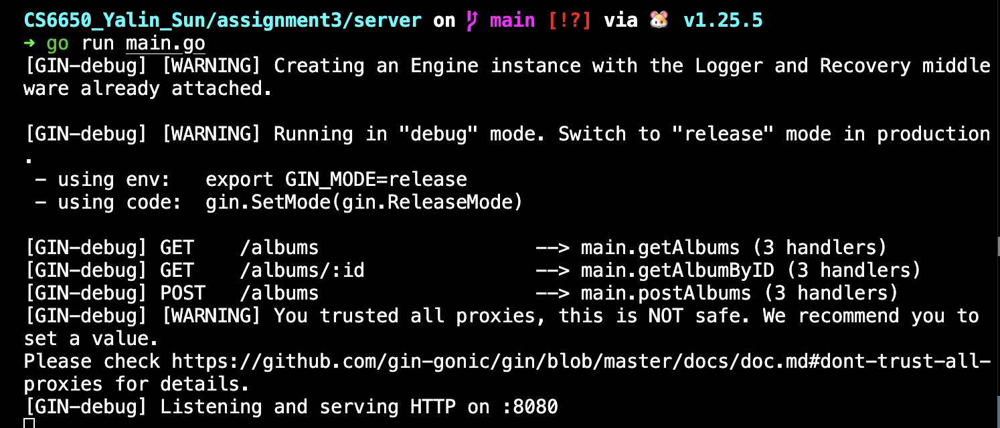 CS6650_Yalin_Sun/assignment3/server on main [!?] via 🐹 v1.25.5
➜ go run main.go
[GIN-debug] [WARNING] Creating an Engine instance with the Logger and Recovery middle
ware already attached.
[GIN-debug] [WARNING] Running in "debug" mode. Switch to "release" mode in production
.
 - using env:   export GIN_MODE=release
 - using code:  gin.SetMode(gin.ReleaseMode)
[GIN-debug] GET    /albums                   --> main.getAlbums (3 handlers)
[GIN-debug] GET    /albums/:id               --> main.getAlbumByID (3 handlers)
[GIN-debug] POST   /albums                   --> main.postAlbums (3 handlers)
[GIN-debug] [WARNING] You trusted all proxies, this is NOT safe. We recommend you to
set a value.
Please check https://github.com/gin-gonic/gin/blob/master/docs/doc.md#dont-trust-all-
proxies for details.
[GIN-debug] Listening and serving HTTP on :8080